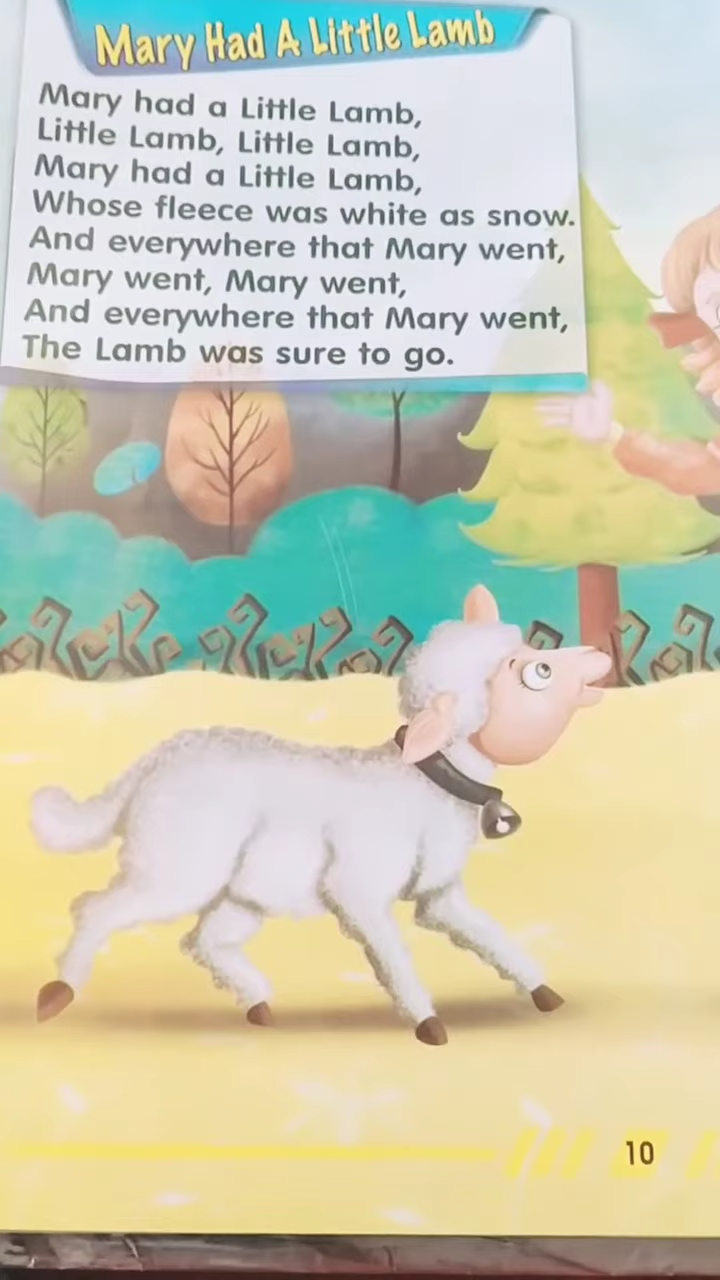 Mary Had A Little Lamb
Mary had a Little Lamb,
Little Lamb, Little Lamb,
Mary had a Little Lamb,
Whose fleece was white as snow.
And everywhere that Mary went,
Mary went, Mary went,
And everywhere that Mary went,
The Lamb was sure to go.
10